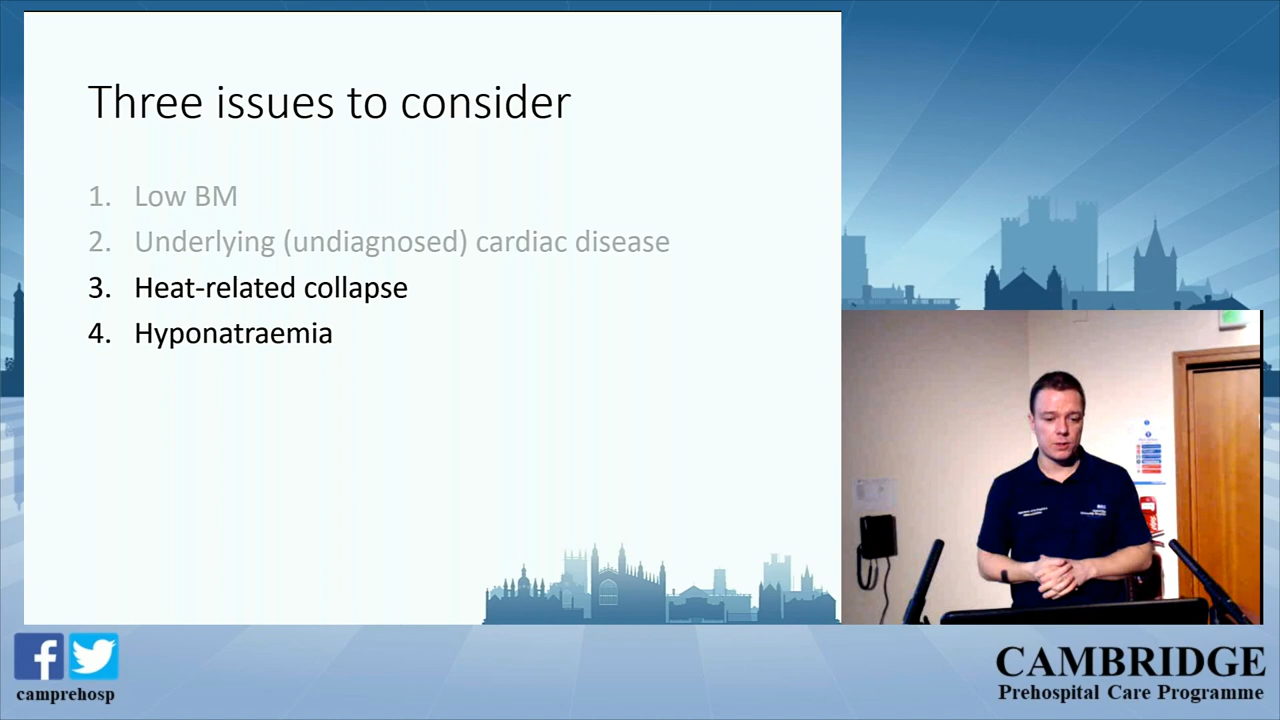 Three issues to consider
1. Low BM
2. Underlying (undiagnosed) cardiac disease
3. Heat-related collapse
4. Hyponatraemia
camprehosp
CAMBRIDGE
Prehospital Care Programme